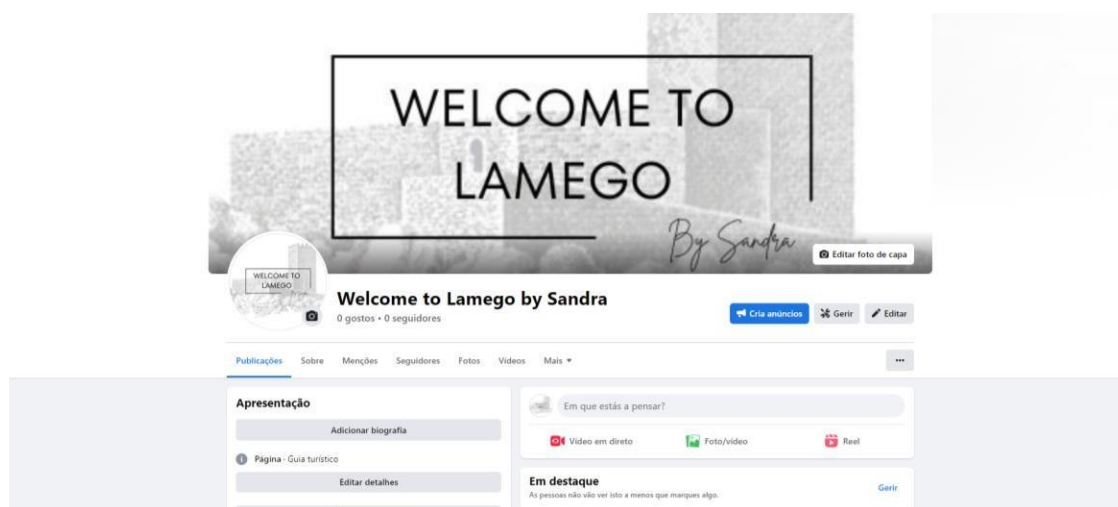 WELCOME TO
LAMEGO
By Sandra
Editar foto de capa
WELCOME TO
LAMEGO
Welcome to Lamego by Sandra
0 gostos • 0 seguidores
Cria anúncios
Gerir
Editar
Publicações Sobre Menções Seguidores Fotos Vídeos Mais
Apresentação
Adicionar biografia
Página · Guia turístico
Editar detalhes
Em que estás a pensar?
Vídeo em direto Foto/vídeo Reel
Em destaque
As pessoas não vão ver isto a menos que marques algo.
Gerir